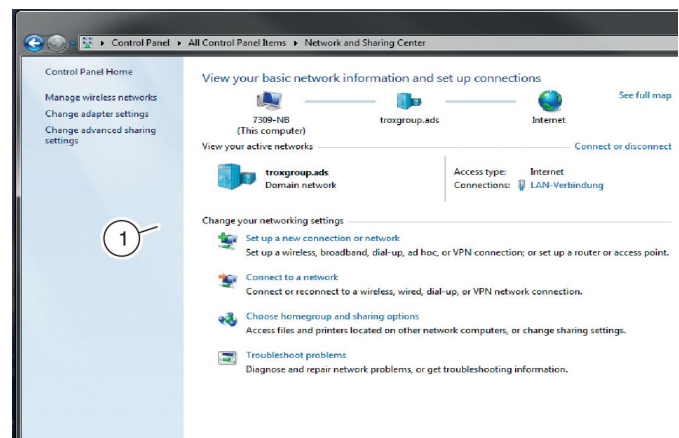 Control Panel ▸ All Control Panel Items ▸ Network and Sharing Center
Control Panel Home
Manage wireless networks
Change adapter settings
Change advanced sharing
settings
View your basic network information and set up connections
See full map
7309-NB
(This computer)
troxgroup.ads
Internet
View your active networks
Connect or disconnect
troxgroup.ads
Domain network
Access type: Internet
Connections: LAN-Verbindung
Change your networking settings
1
Set up a new connection or network
Set up a wireless, broadband, dial-up, ad hoc, or VPN connection; or set up a router or access point.
Connect to a network
Connect or reconnect to a wireless, wired, dial-up, or VPN network connection.
Choose homegroup and sharing options
Access files and printers located on other network computers, or change sharing settings.
Troubleshoot problems
Diagnose and repair network problems, or get troubleshooting information.